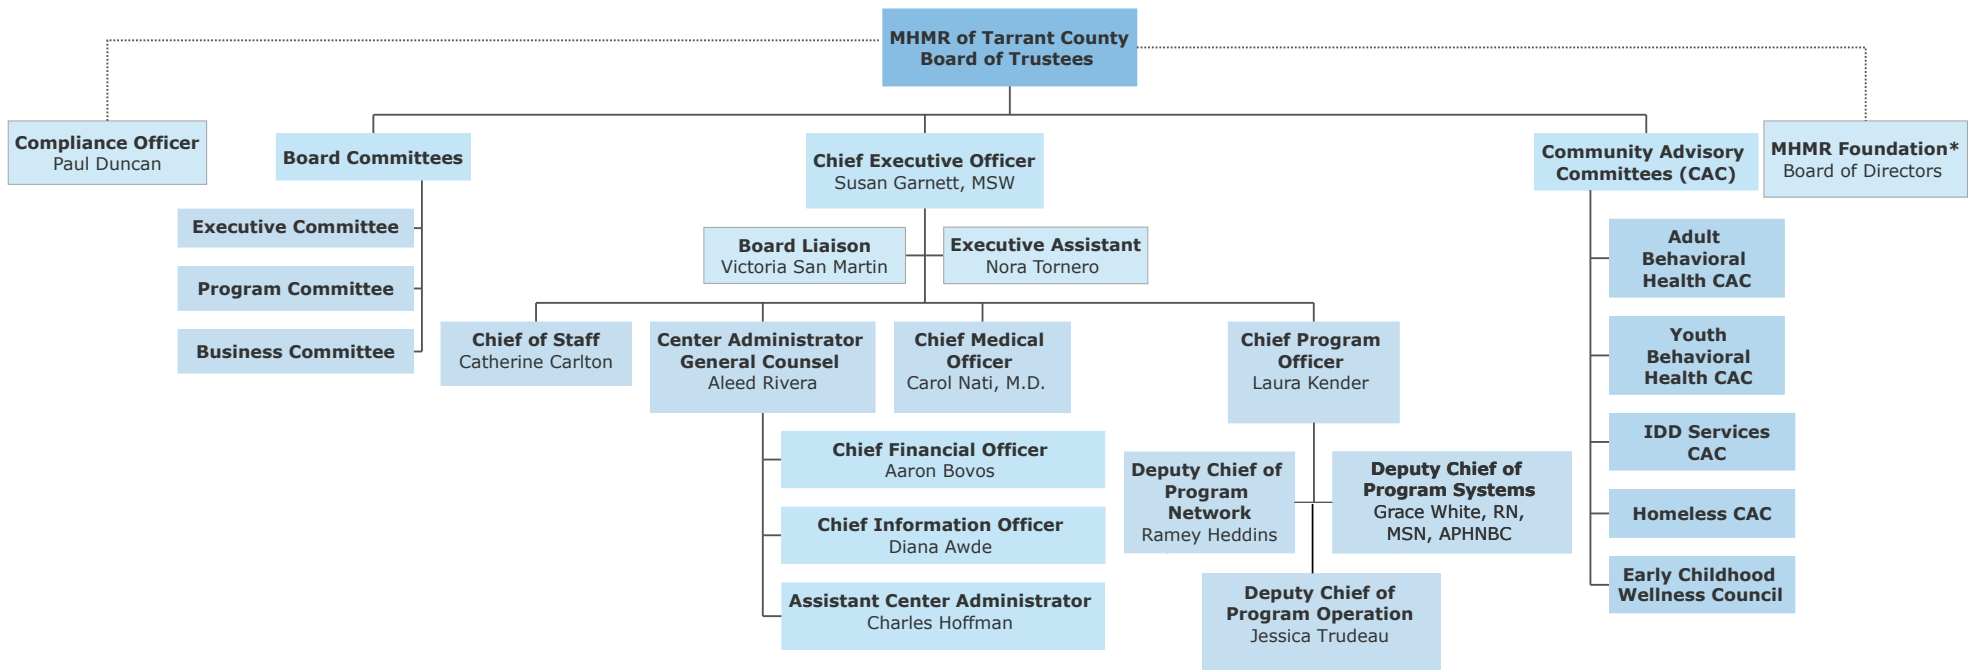 MHMR of Tarrant County
Board of Trustees
Compliance Officer
Paul Duncan
Board Committees
Chief Executive Officer
Susan Garnett, MSW
Community Advisory
Committees (CAC)
MHMR Foundation*
Board of Directors
Executive Committee
Program Committee
Business Committee
Board Liaison
Victoria San Martin
Executive Assistant
Nora Tornero
Chief of Staff
Catherine Carlton
Center Administrator
General Counsel
Aleed Rivera
Chief Medical
Officer
Carol Nati, M.D.
Chief Program
Officer
Laura Kender
Chief Financial Officer
Aaron Bovos
Chief Information Officer
Diana Awde
Assistant Center Administrator
Charles Hoffman
Deputy Chief of
Program
Network
Ramey Heddins
Deputy Chief of
Program Systems
Grace White, RN,
MSN, APHNBC
Deputy Chief of
Program Operation
Jessica Trudeau
Adult
Behavioral
Health CAC
Youth
Behavioral
Health CAC
IDD Services
CAC
Homeless CAC
Early Childhood
Wellness Council